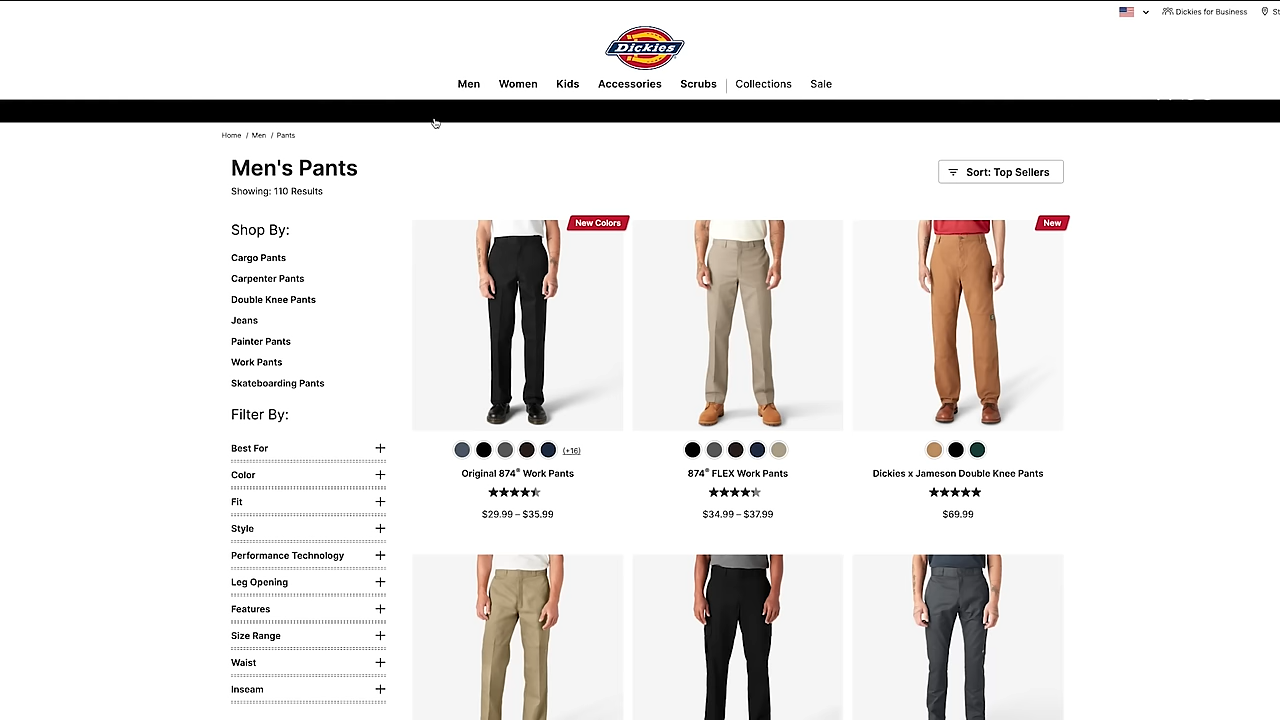 Dickies for Business
Dickies
Men Women Kids Accessories Scrubs Collections Sale
Home / Men / Pants
Men's Pants
Sort: Top Sellers
Showing: 110 Results
Shop By:
Cargo Pants
Carpenter Pants
Double Knee Pants
Jeans
Painter Pants
Work Pants
Skateboarding Pants
Filter By:
Best For
Color
Fit
Style
Performance Technology
Leg Opening
Features
Size Range
Waist
Inseam
New Colors
New
(+16)
Original 874® Work Pants
$29.99 – $35.99
874® FLEX Work Pants
$34.99 – $37.99
Dickies x Jameson Double Knee Pants
$69.99